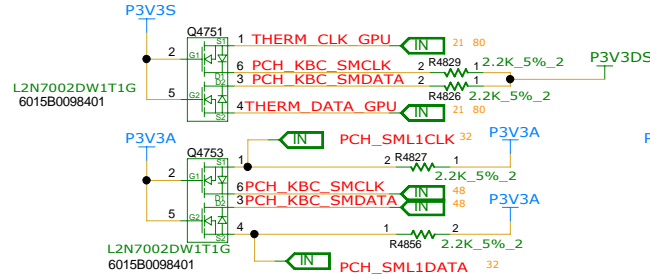 P3V3S
Q4751
S1
1 THERM_CLK_GPU IN 21 80
2 G1
6 PCH_KBC_SMCLK 2 R4829 1 2.2K_5%_2 P3V3DS
D1
D2
3 PCH_KBC_SMDATA 2 R4826 1 2.2K_5%_2
5 G2
S2
4 THERM_DATA_GPU IN 21 80
L2N7002DW1T1G
6015B0098401
P3V3A
Q4753
IN PCH_SML1CLK 32
P3V3A
S1
1 2 R4827 1 2.2K_5%_2
2 G1
6 PCH_KBC_SMCLK IN 48
D1
D2
3 PCH_KBC_SMDATA IN 48
P3V3A
5 G2
S2
4 1 R4856 2 2.2K_5%_2
L2N7002DW1T1G
6015B0098401
IN PCH_SML1DATA 32